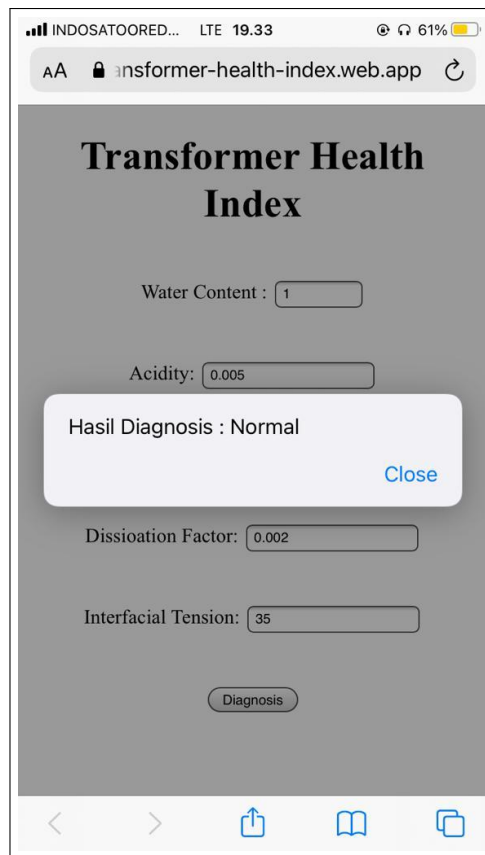 INDOSATOORED... LTE 19.33 61%
AA ansformer-health-index.web.app
Transformer Health
Index
Water Content : 1
Acidity: 0.005
Hasil Diagnosis : Normal
Close
Dissioation Factor: 0.002
Interfacial Tension: 35
Diagnosis